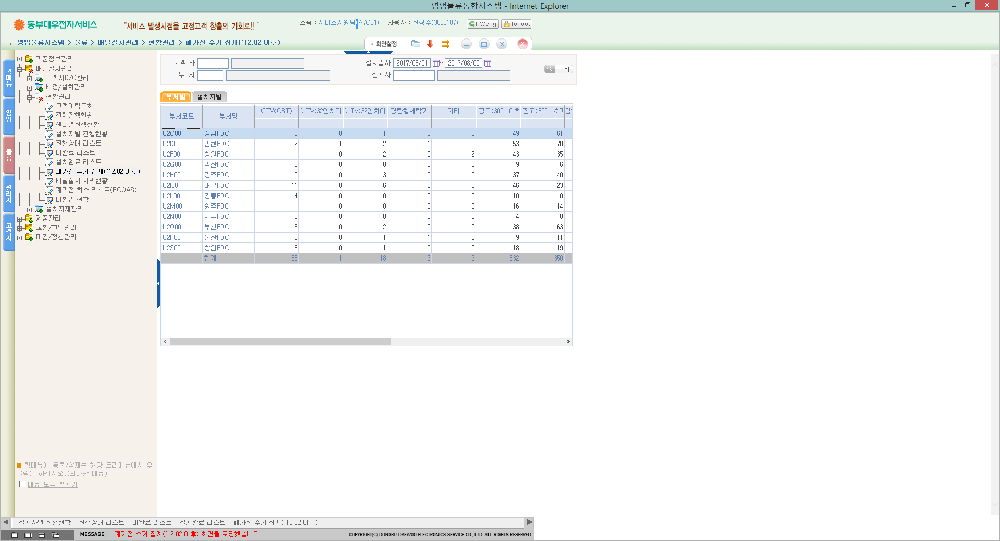 영업물류통합시스템 - Internet Explorer
동부대우전자서비스
"서비스 발생시점을 고정고객 창출의 기회로!! "
소속 : 서비스지원팀(A7C01) 사용자 : 전창수(3080107)
PWchg
logout
영업물류시스템 > 물류 > 배달설치관리 > 현황관리 > 폐가전 수거 집계('12.02 이후)
화면설정
퀵메뉴
영업
물류
관리자
고객사
기준정보관리
배달설치관리
고객사D/O관리
배정/설치관리
현황관리
고객이력조회
전체진행현황
센터별진행현황
설치자별 진행현황
진행상태 리스트
미완료 리스트
설치완료 리스트
폐가전 수거 집계('12.02 이후)
배달설치 처리현황
폐가전 회수 리스트(ECOAS)
미환입 현황
설치자재관리
제품관리
교환/환입관리
마감/정산관리
고 객 사
설치일자 2017/08/01 ~ 2017/08/09
부 서
설치자
조회
부서별 설치자별
부서코드 부서명 CTV(CRT) D TV(32인치미 D TV(32인치이 경량형세탁기 기타 장고(300L 이하 장고(300L 초과
U2C00 성남FDC 5 0 1 0 0 49 61
U2D00 인천FDC 2 1 2 1 0 53 70
U2F00 청원FDC 11 0 2 0 2 43 35
U2G00 익산FDC 8 0 0 0 0 9 6
U2H00 광주FDC 10 0 3 0 0 37 40
U2I00 대구FDC 11 0 6 0 0 46 23
U2L00 강릉FDC 4 0 0 0 0 10 0
U2M00 원주FDC 1 0 0 0 0 16 14
U2N00 제주FDC 2 0 0 0 0 4 8
U2Q00 부산FDC 5 0 2 0 0 38 63
U2R00 울산FDC 3 0 1 1 0 9 11
U2S00 창원FDC 3 0 1 0 0 18 19
합계 65 1 18 2 2 332 350
퀵메뉴에 등록/삭제는 해당 트리메뉴에서 우
클릭을 하십시오.(최하단 메뉴)
메뉴 모두 펼치기
설치자별 진행현황 진행상태 리스트 미완료 리스트 설치완료 리스트 폐가전 수거 집계('12.02 이후)
MESSAGE 폐가전 수거 집계('12.02 이후) 화면을 로딩했습니다.
COPYRIGHT(C) DONGBU DAEWOO ELECTRONICS SERVICE CO., LTD. ALL RIGHTS RESERVED.